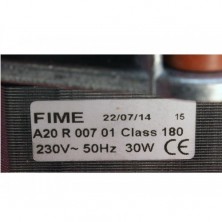 FIME 22/07/14 15
A20 R 007 01 Class 180
230V~ 50Hz 30W CE